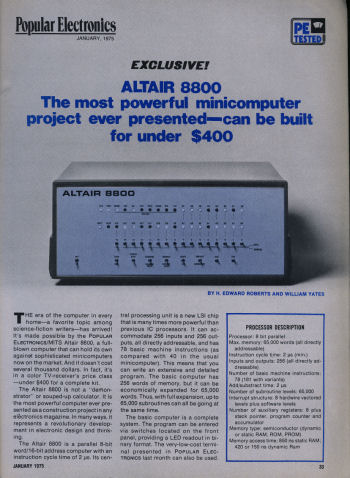 Popular Electronics
JANUARY, 1975
PE
TESTED
EXCLUSIVE!
ALTAIR 8800
The most powerful minicomputer
project ever presented—can be built
for under $400
ALTAIR 8800
BY H. EDWARD ROBERTS AND WILLIAM YATES
THE era of the computer in every
home—a favorite topic among
science-fiction writers—has arrived!
It's made possible by the POPULAR
ELECTRONICS/MITS Altair 8800, a full-
blown computer that can hold its own
against sophisticated minicomputers
now on the market. And it doesn't cost
several thousand dollars. In fact, it's
in a color TV-receiver's price class
—under $400 for a complete kit.
The Altair 8800 is not a "demon-
strator" or souped-up calculator. It is
the most powerful computer ever pre-
sented as a construction project in any
electronics magazine. In many ways, it
represents a revolutionary develop-
ment in electronic design and think-
ing.
The Altair 8800 is a parallel 8-bit
word/16-bit address computer with an
instruction cycle time of 2 μs. Its cen-
tral processing unit is a new LSI chip
that is many times more powerful than
previous IC processors. It can ac-
commodate 256 inputs and 256 out-
puts, all directly addressable, and has
78 basic machine instructions (as
compared with 40 in the usual
minicomputer). This means that you
can write an extensive and detailed
program. The basic computer has
256 words of memory, but it can be
economically expanded for 65,000
words. Thus, with full expansion, up to
65,000 subroutines can all be going at
the same time.
The basic computer is a complete
system. The program can be entered
via switches located on the front
panel, providing a LED readout in bi-
nary format. The very-low-cost termi-
nal presented in POPULAR ELEC-
TRONICS last month can also be used.
PROCESSOR DESCRIPTION
Processor: 8 bit parallel
Max. memory: 65,000 words (all directly
addressable)
Instruction cycle time: 2 μs (min.)
Inputs and outputs: 256 (all directly ad-
dressable)
Number of basic machine instructions:
78 (181 with variants)
Add/subtract time: 2 μs
Number of subroutine levels: 65,000
Interrupt structure: 8 hardware vectored
levels plus software levels
Number of auxiliary registers: 8 plus
stack pointer, program counter and
accumulator
Memory type: semiconductor (dynamic
or static RAM, ROM, PROM)
Memory access time: 850 ns static RAM;
420 or 150 ns dynamic Ram
JANUARY 1975
33